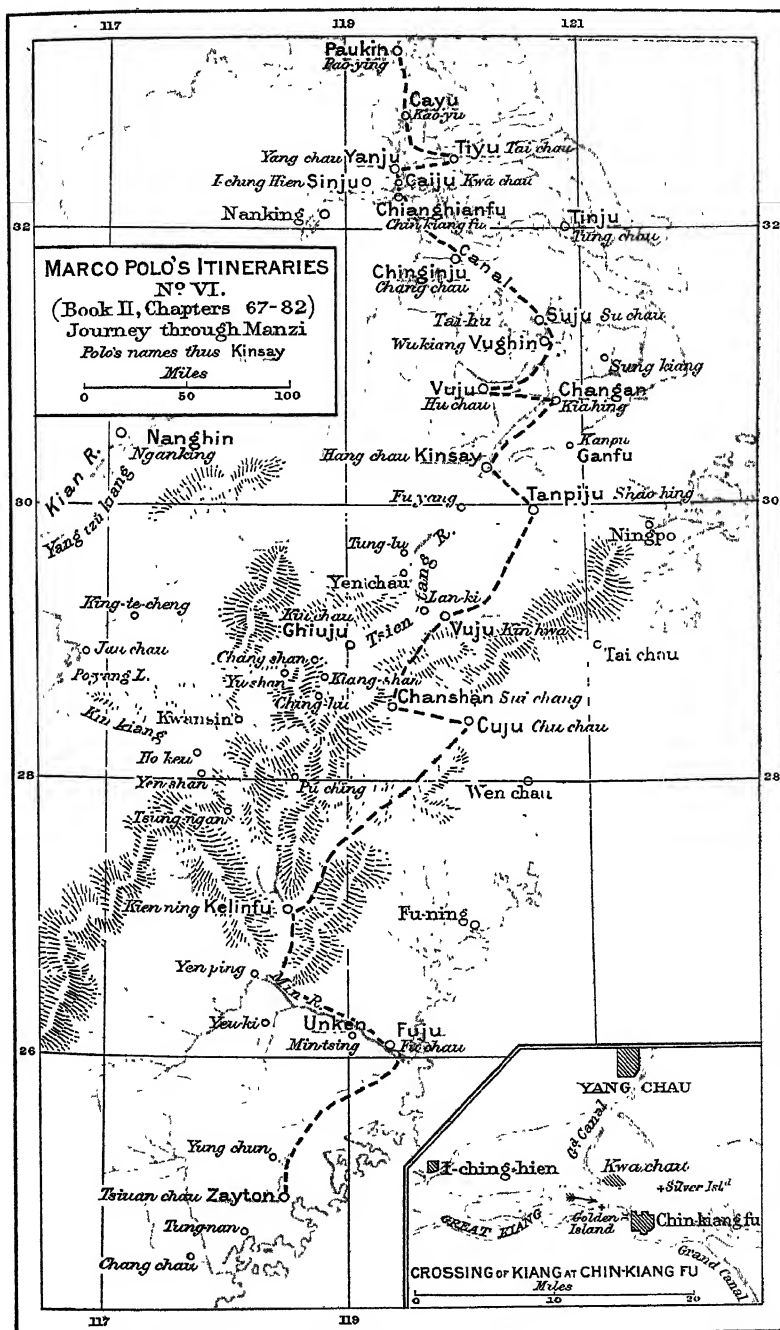 117 119 121
Paukin
Pao-ying
Cayu
Kao-yu
Tiyu Tai chau
Yang chau Yanju
I-ching Hien Sinju
Caiju Kwa chau
Nanking
Chianghianfu
Chin kiang fu
Tinju
Tung chau
32
Canal
MARCO POLO'S ITINERARIES
No. VI.
(Book II, Chapters 67-82)
Journey through Manzi
Polo's names thus Kinsay
Miles
0 50 100
Chinginju
Chang chau
Tai-hu
Suju Su chau
Wukiang Vughin
Sung kiang
Vuju
Hu chau
Changan
Kiahing
Kian R.
Yang tzŭ kiang
Nanghin
Nganking
Kanpu
Ganfu
Hang chau Kinsay
30 30
Fu yang
Tanpiju Shao hing
Ningpo
Tung-lu
Yen chau
Tsien tang R.
Lan-ki
King-te-cheng
Kiu chau
Ghiuju
Vuju Kin hwa
Jau chau
Chang shan
Tai chau
Po-yang L.
Yu shan
Kiang-shan
Ching-hu
Chanshan Sui chang
Kin kiang
Kwansin
Cuju Chu chau
Ho keu
28 28
Yen shan
Pu ching
Wen chau
Tsung ngan
Kien ning Kelinfu
Fu-ning
Yen ping
Min R.
Yeu-ki
Unken
Min-tsing
Fuju
Fu chau
26
Yung chun
Tsiuan chau Zayton
Tungnan
Chang chau
YANG CHAU
Gd. Canal
I-ching-hien
Kwa chau
Silver Isld
GREAT KIANG
Golden
Island
Chin-kiang fu
Grand Canal
CROSSING OF KIANG AT CHIN-KIANG FU
Miles
0 10 20
117 119